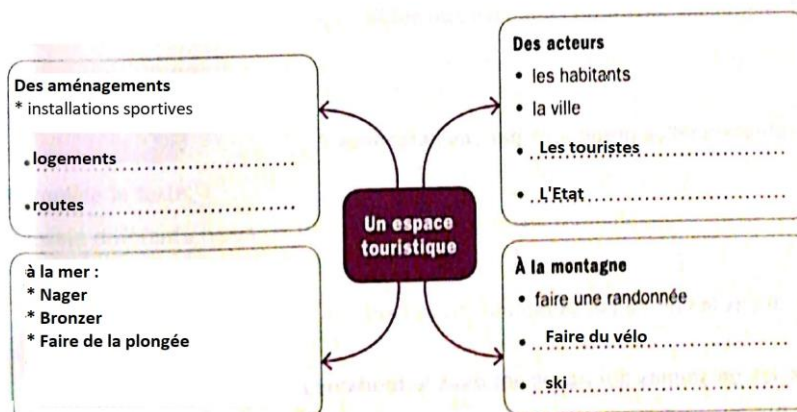 Des aménagements
* installations sportives
• logements
• routes
Des acteurs
• les habitants
• la ville
• Les touristes
• L'Etat
Un espace
touristique
à la mer :
* Nager
* Bronzer
* Faire de la plongée
À la montagne
• faire une randonnée
• Faire du vélo
• ski